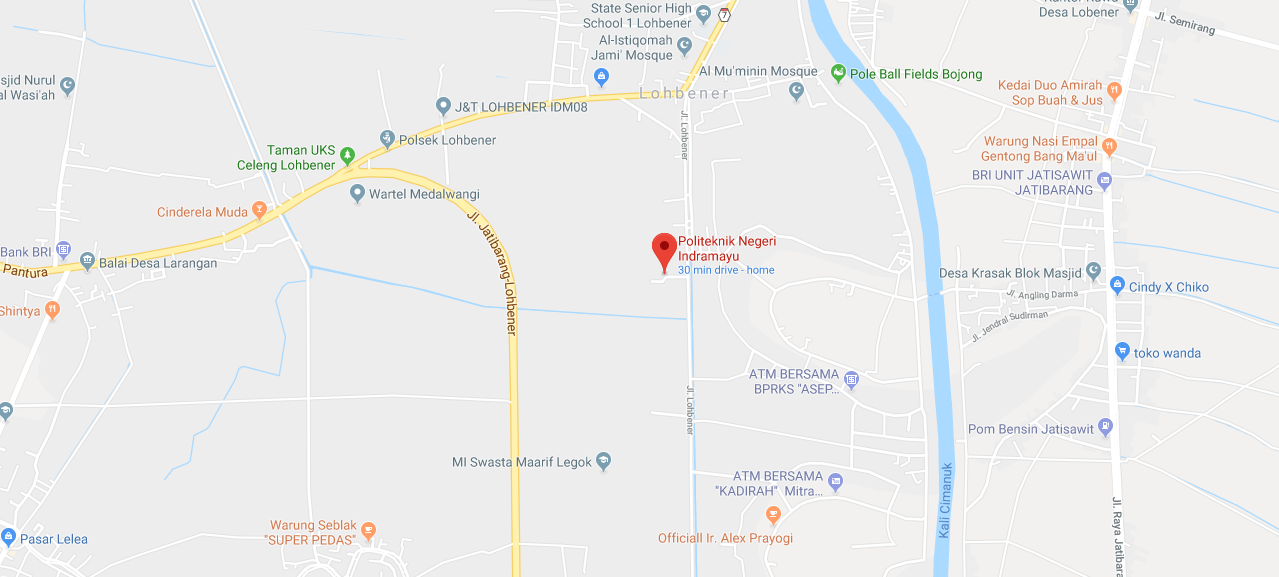 State Senior High
School 1 Lohbener
7
Kantor Kuwu
Desa Lobener
Jl. Semirang
Al-Istiqomah
Jami' Mosque
Al Mu'minin Mosque
Pole Ball Fields Bojong
sjid Nurul
al Wasi'ah
Kedai Duo Amirah
Sop Buah & Jus
Lohbener
J&T LOHBENER IDM08
Jl. Lohbener
Polsek Lohbener
Taman UKS
Celeng Lohbener
Warung Nasi Empal
Gentong Bang Ma'ul
BRI UNIT JATISAWIT
JATIBARANG
Wartel Medalwangi
Cinderela Muda
Jl. Jatibarang-Lohbener
Politeknik Negeri
Indramayu
30 min drive - home
Bank BRI
Balai Desa Larangan
Pantura
Desa Krasak Blok Masjid
Jl. Angling Darma
Cindy X Chiko
Shintya
Jl. Jendral Sudirman
toko wanda
ATM BERSAMA
BPRKS "ASEP...
Jl. Lohbener
Pom Bensin Jatisawit
MI Swasta Maarif Legok
ATM BERSAMA
"KADIRAH" Mitra...
Kali Cimanuk
Jl. Raya Jatibara
Warung Seblak
"SUPER PEDAS"
Pasar Lelea
Officiall Ir. Alex Prayogi